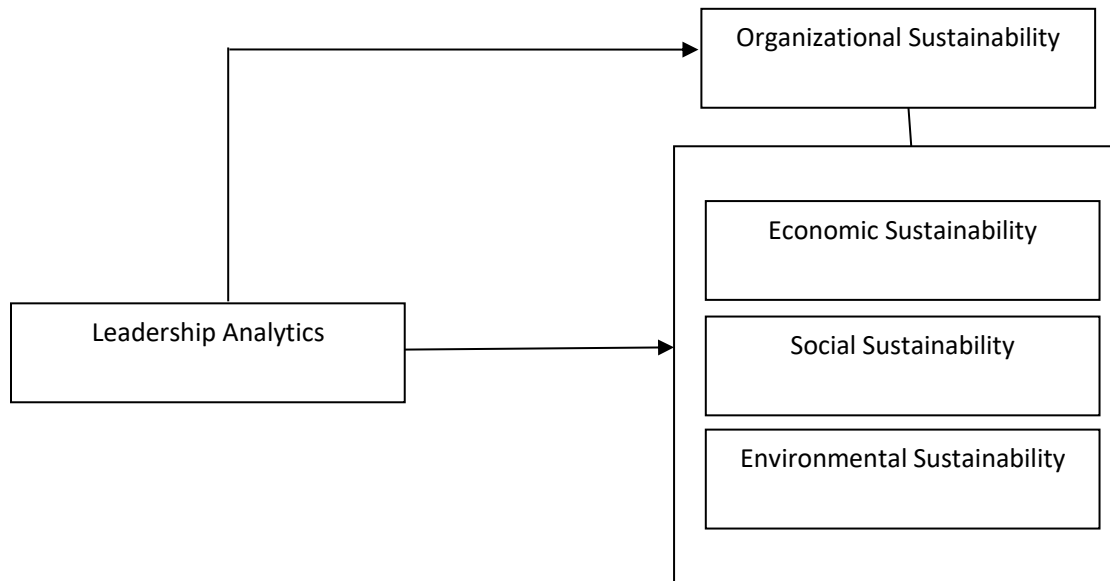 Organizational Sustainability
Economic Sustainability
Leadership Analytics
Social Sustainability
Environmental Sustainability